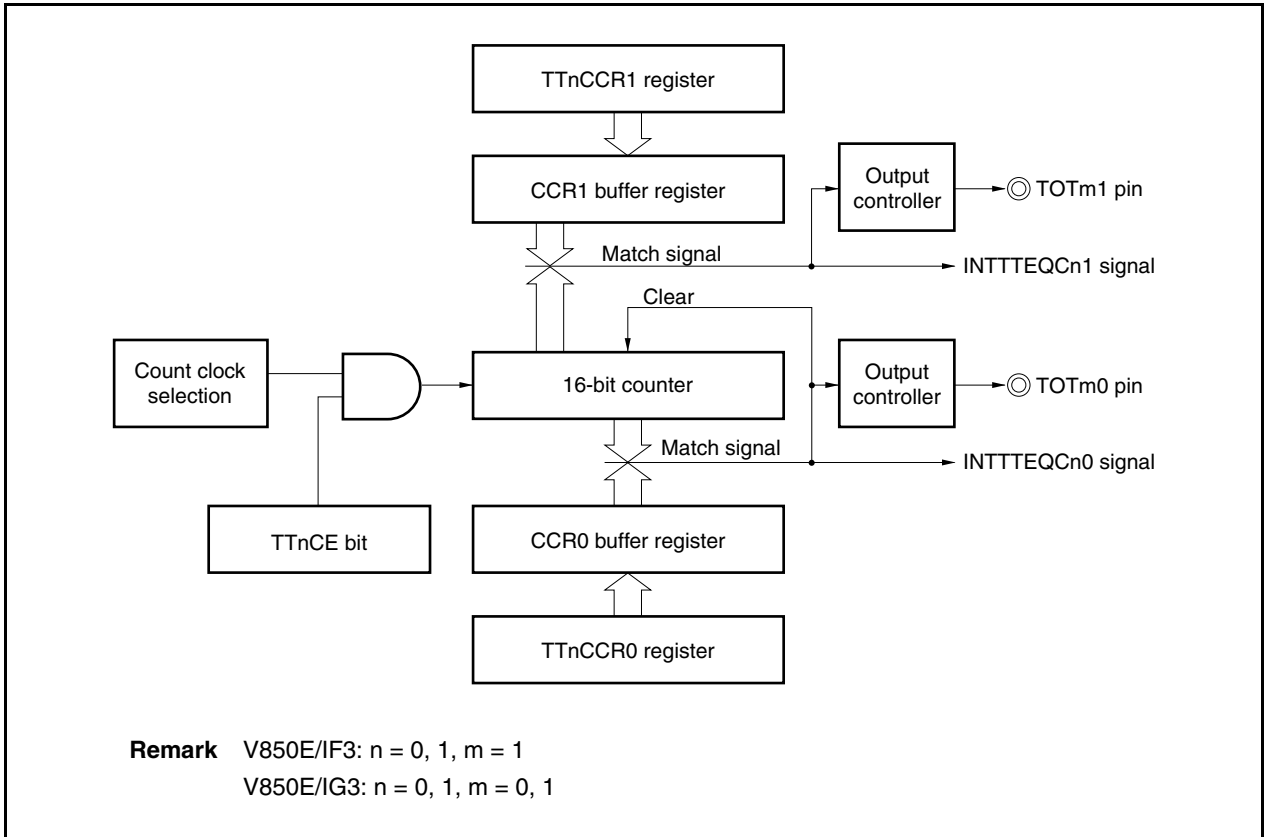 TTnCCR1 register
CCR1 buffer register
Output
controller
TOTm1 pin
Match signal
INTTTEQCn1 signal
Clear
Count clock
selection
16-bit counter
Output
controller
TOTm0 pin
Match signal
INTTTEQCn0 signal
TTnCE bit
CCR0 buffer register
TTnCCR0 register
Remark V850E/IF3: n = 0, 1, m = 1
V850E/IG3: n = 0, 1, m = 0, 1